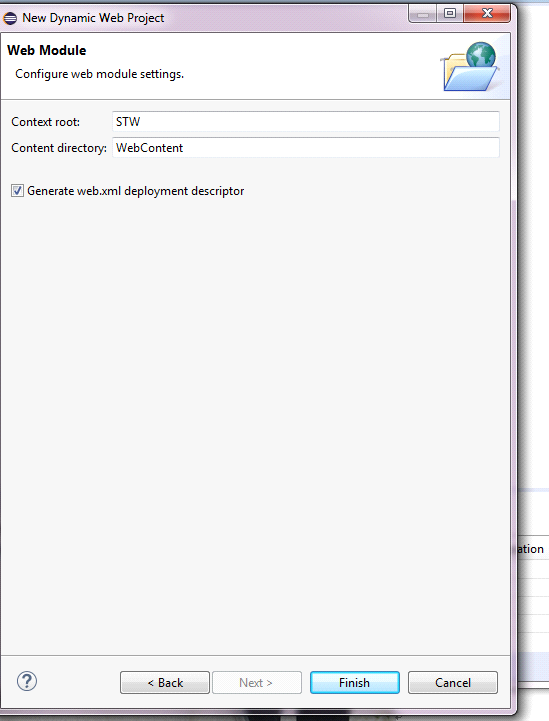 New Dynamic Web Project
Web Module
Configure web module settings.
Context root: STW
Content directory: WebContent
Generate web.xml deployment descriptor
ation
? < Back Next > Finish Cancel